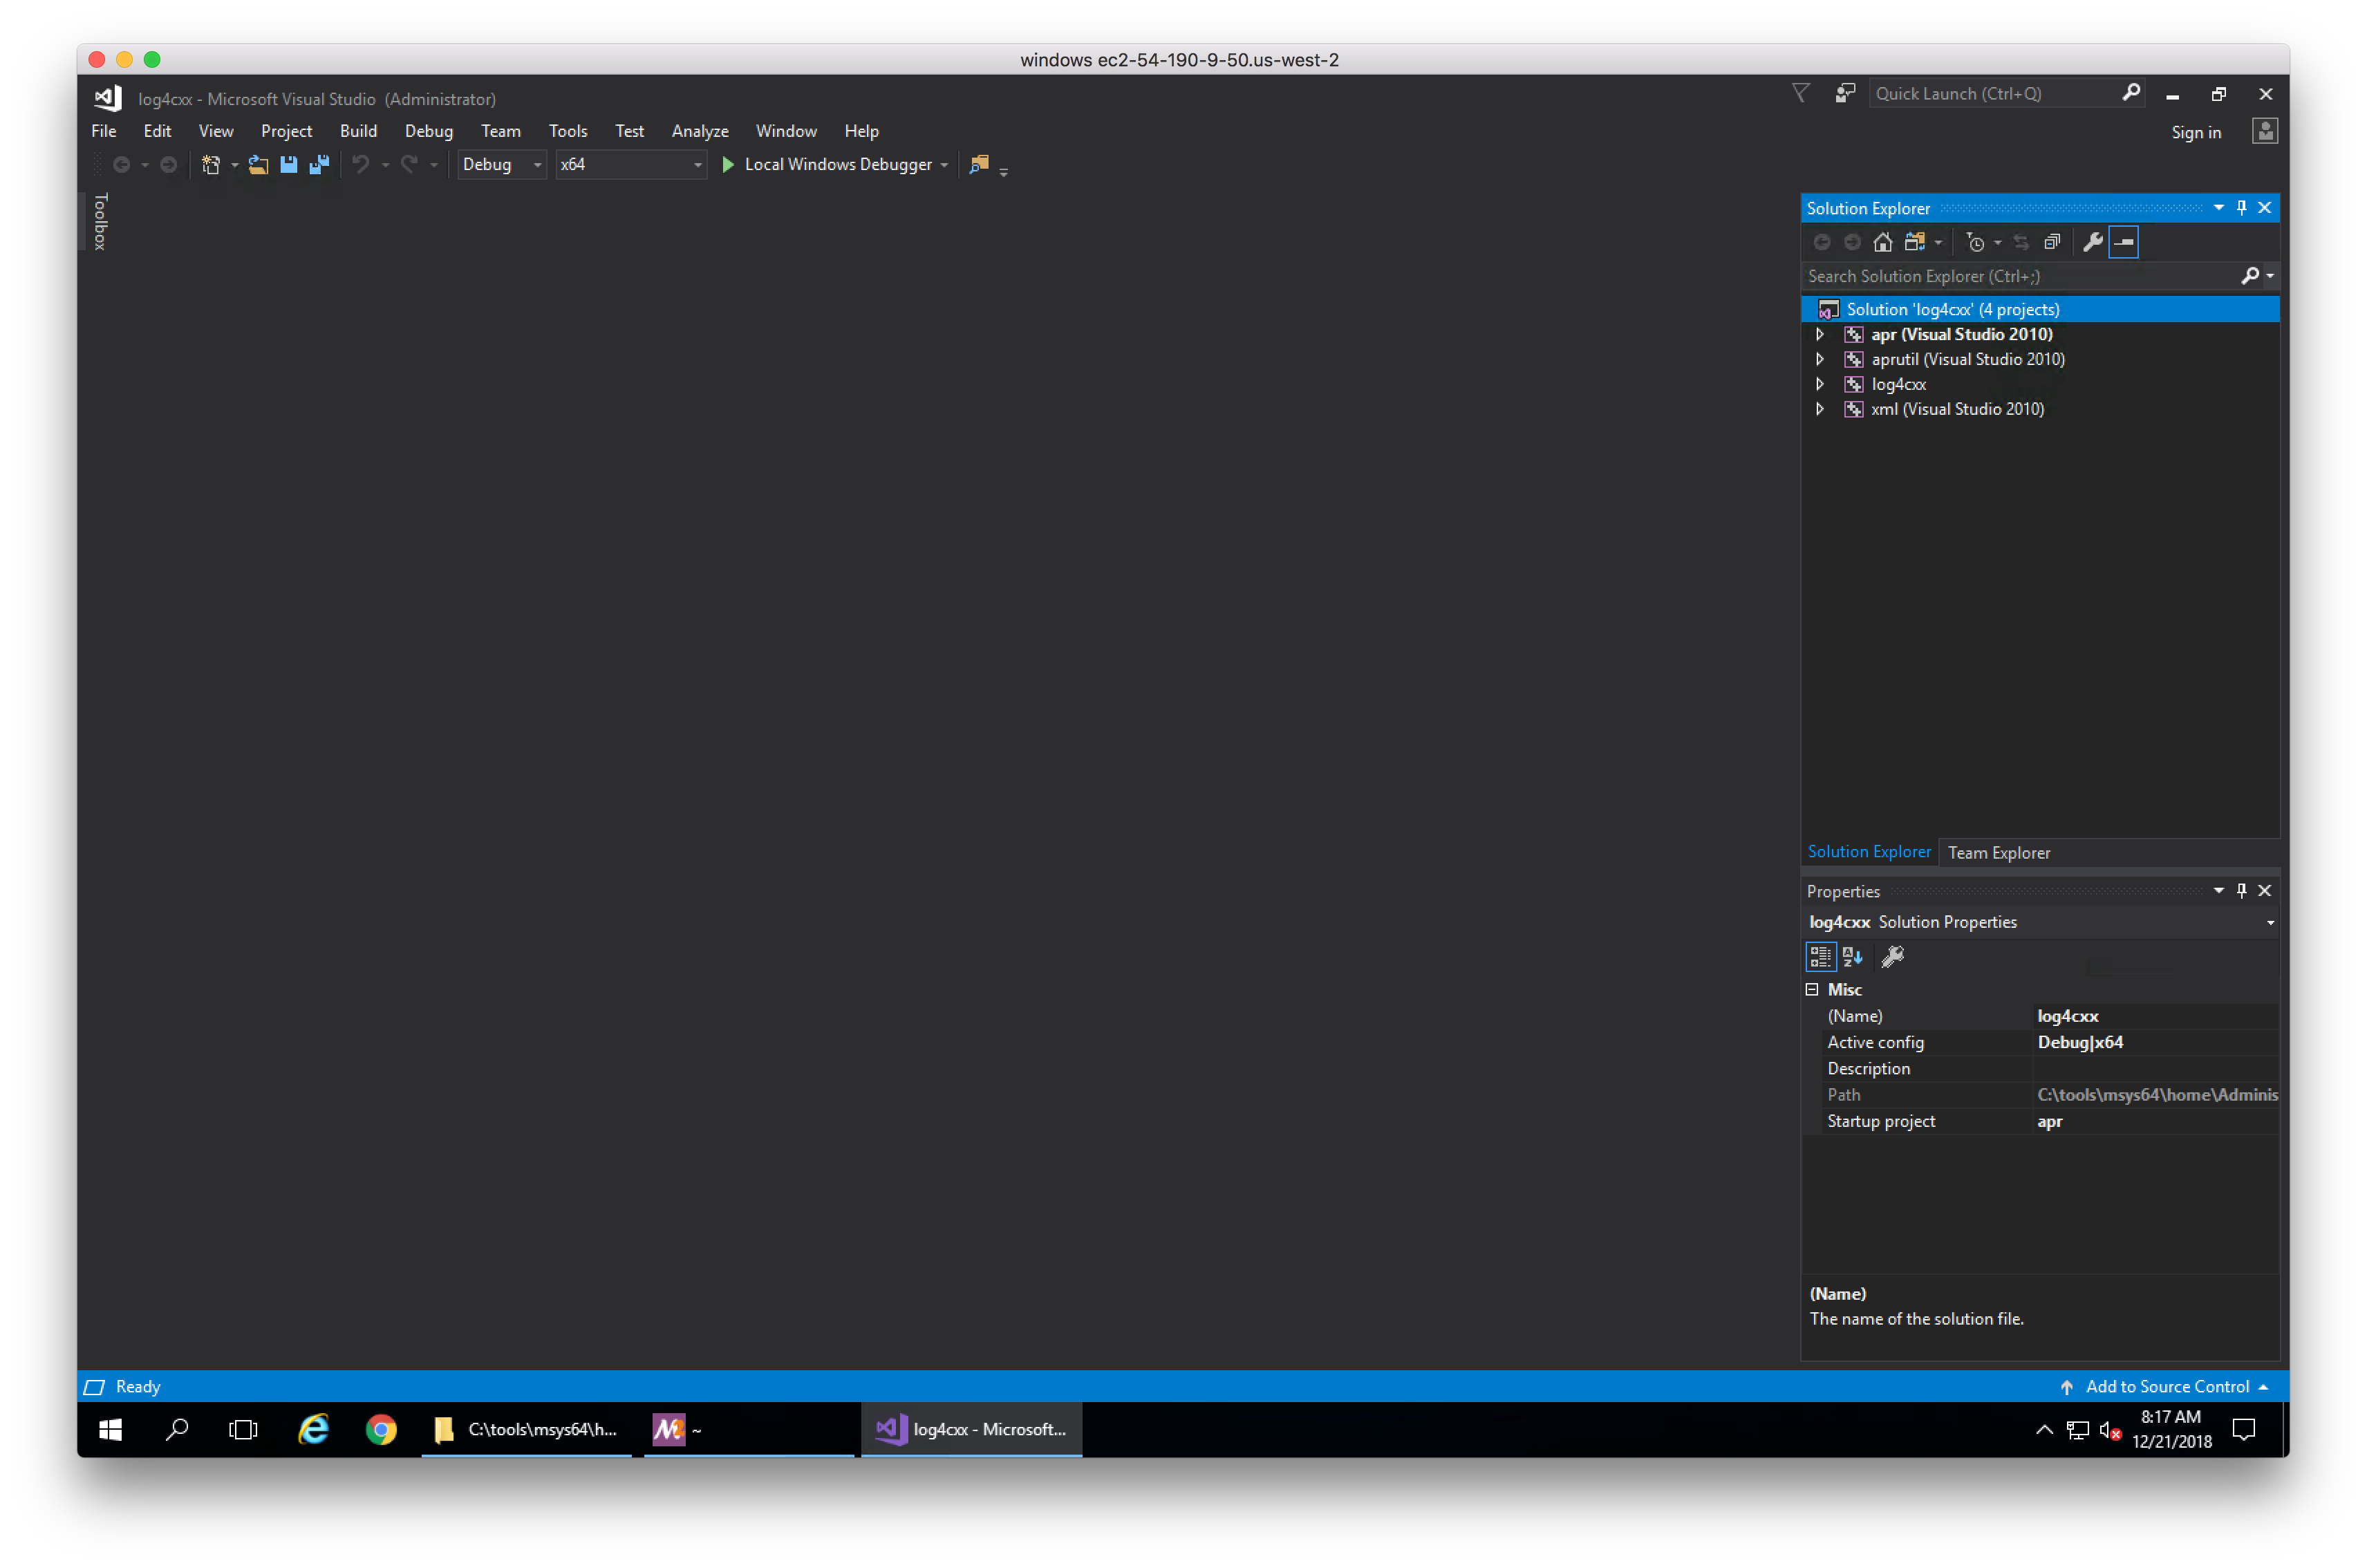 windows ec2-54-190-9-50.us-west-2
log4cxx - Microsoft Visual Studio (Administrator)
Quick Launch (Ctrl+Q)
File Edit View Project Build Debug Team Tools Test Analyze Window Help
Sign in
Debug x64 Local Windows Debugger
Toolbox
Solution Explorer
Search Solution Explorer (Ctrl+;)
Solution 'log4cxx' (4 projects)
apr (Visual Studio 2010)
aprutil (Visual Studio 2010)
log4cxx
xml (Visual Studio 2010)
Solution Explorer Team Explorer
Properties
log4cxx Solution Properties
Misc
(Name) log4cxx
Active config Debug|x64
Description
Path C:\tools\msys64\home\Adminis
Startup project apr
(Name)
The name of the solution file.
Ready
Add to Source Control
C:\tools\msys64\h...
~
log4cxx - Microsoft...
8:17 AM
12/21/2018